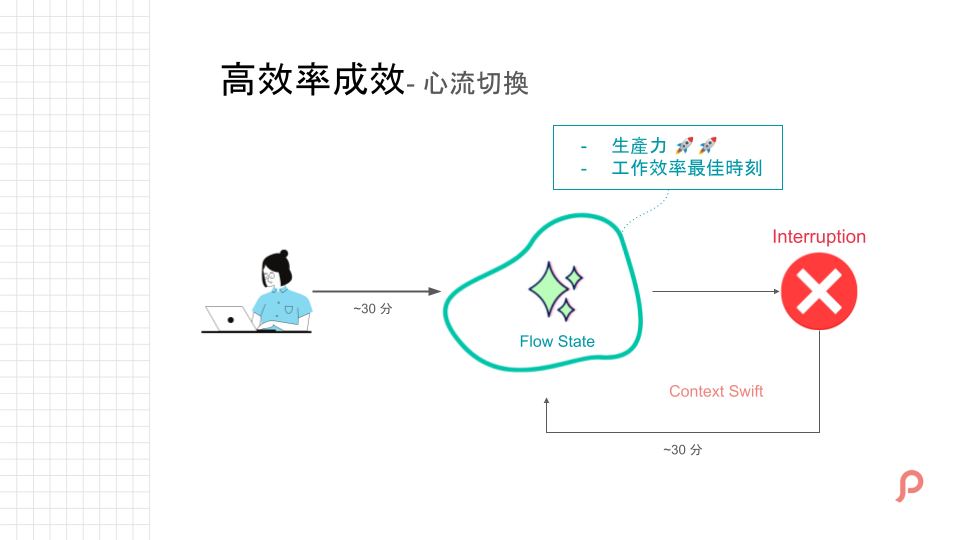 高效率成效- 心流切換
- 生產力 🚀 🚀
- 工作效率最佳時刻
Interruption
~30 分
Flow State
Context Swift
~30 分